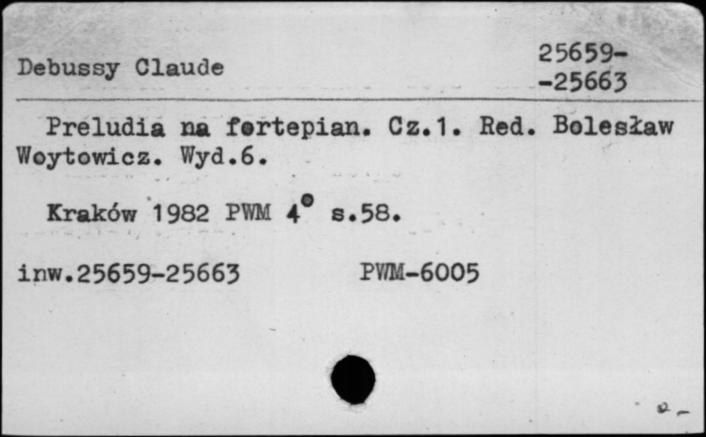 Debussy Claude
25659-
-25663
Preludia na fortepian. Cz.1. Red. Bolesław
Woytowicz. Wyd.6.
Kraków 1982 PWM 4° s.58.
inw.25659-25663 PWM-6005